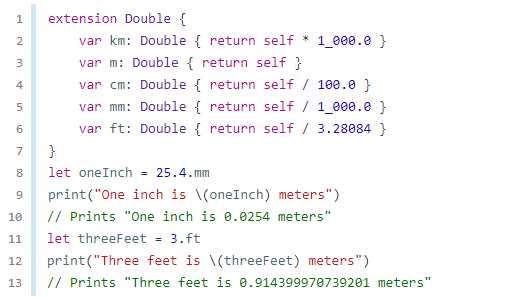 1 extension Double {
2     var km: Double { return self * 1_000.0 }
3     var m: Double { return self }
4     var cm: Double { return self / 100.0 }
5     var mm: Double { return self / 1_000.0 }
6     var ft: Double { return self / 3.28084 }
7 }
8 let oneInch = 25.4.mm
9 print("One inch is \(oneInch) meters")
10 // Prints "One inch is 0.0254 meters"
11 let threeFeet = 3.ft
12 print("Three feet is \(threeFeet) meters")
13 // Prints "Three feet is 0.914399970739201 meters"